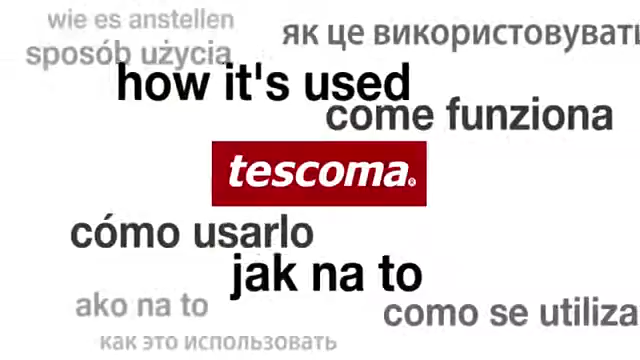 wie es anstellen
як це використовувати
sposób użycia
how it's used
come funziona
tescoma®
cómo usarlo
jak na to
ako na to
como se utiliza
как это использовать